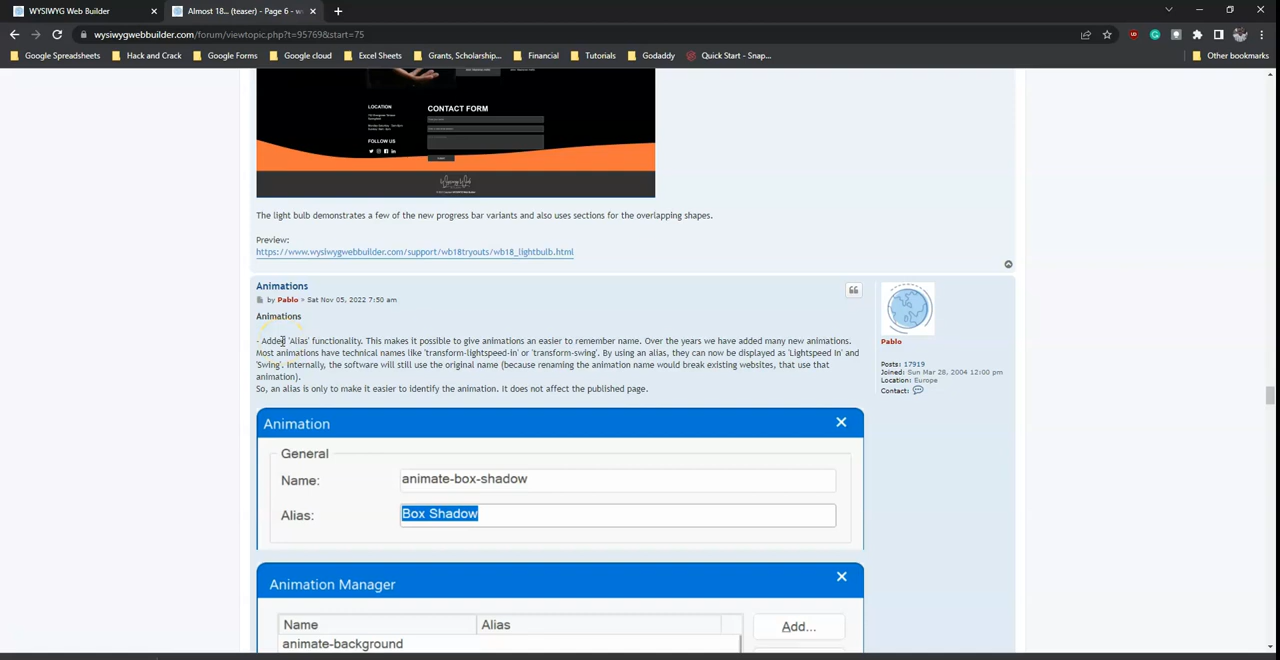 WYSIWYG Web Builder
Almost 18... (teaser) - Page 6 - w
wysiwygwebbuilder.com/forum/viewtopic.php?t=95769&start=75
Google Spreadsheets
Hack and Crack
Google Forms
Google cloud
Excel Sheets
Grants, Scholarship...
Financial
Tutorials
Godaddy
Quick Start - Snap...
Other bookmarks
LOCATION
CONTACT FORM
FOLLOW US
The light bulb demonstrates a few of the new progress bar variants and also uses sections for the overlapping shapes.
Preview:
https://www.wysiwygwebbuilder.com/support/wb18tryouts/wb18_lightbulb.html
Animations
by Pablo » Sat Nov 05, 2022 7:50 am
Animations
- Added 'Alias' functionality. This makes it possible to give animations an easier to remember name. Over the years we have added many new animations.
Most animations have technical names like 'transform-lightspeed-in' or 'transform-swing'. By using an alias, they can now be displayed as 'Lightspeed In' and
'Swing'. Internally, the software will still use the original name (because renaming the animation name would break existing websites, that use that
animation).
So, an alias is only to make it easier to identify the animation. It does not affect the published page.
Pablo
Posts: 17919
Joined: Sun Mar 28, 2004 12:00 pm
Location: Europe
Contact:
Animation
General
Name: animate-box-shadow
Alias: Box Shadow
Animation Manager
Name Alias
Add...
animate-background